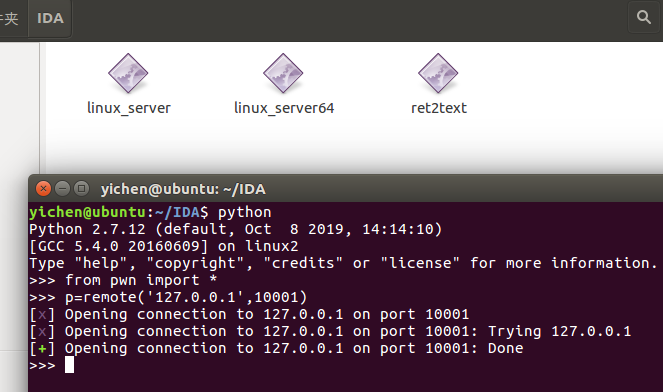 件夹 IDA
linux_server linux_server64 ret2text
yichen@ubuntu: ~/IDA
yichen@ubuntu:~/IDA$ python
Python 2.7.12 (default, Oct  8 2019, 14:14:10)
[GCC 5.4.0 20160609] on linux2
Type "help", "copyright", "credits" or "license" for more information.
>>> from pwn import *
>>> p=remote('127.0.0.1',10001)
[x] Opening connection to 127.0.0.1 on port 10001
[x] Opening connection to 127.0.0.1 on port 10001: Trying 127.0.0.1
[+] Opening connection to 127.0.0.1 on port 10001: Done
>>>